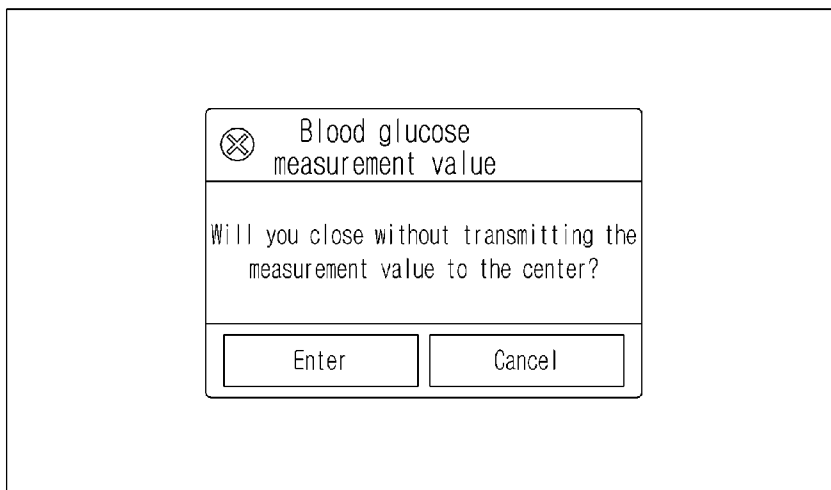 Blood glucose
measurement value
Will you close without transmitting the
measurement value to the center?
Enter
Cancel